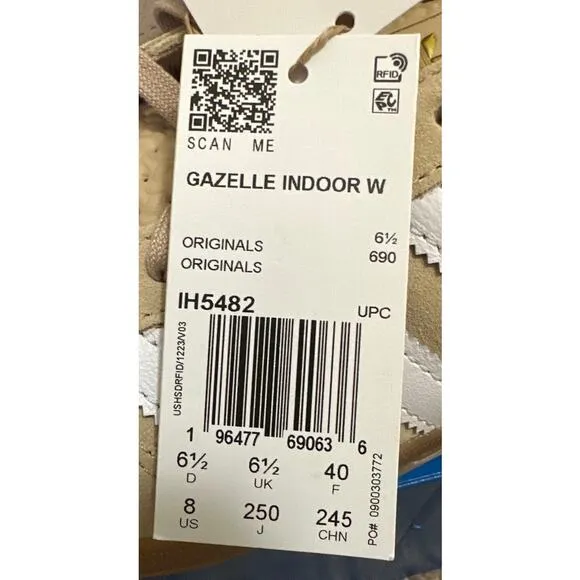 RFID
SCAN ME
GAZELLE INDOOR W
ORIGINALS 6½
ORIGINALS 690
IH5482 UPC
USHSDRFID/1223/V03
1 96477 69063 6
6½ 6½ 40
D UK F
8 250 245
US J CHN
PO# 0900303772